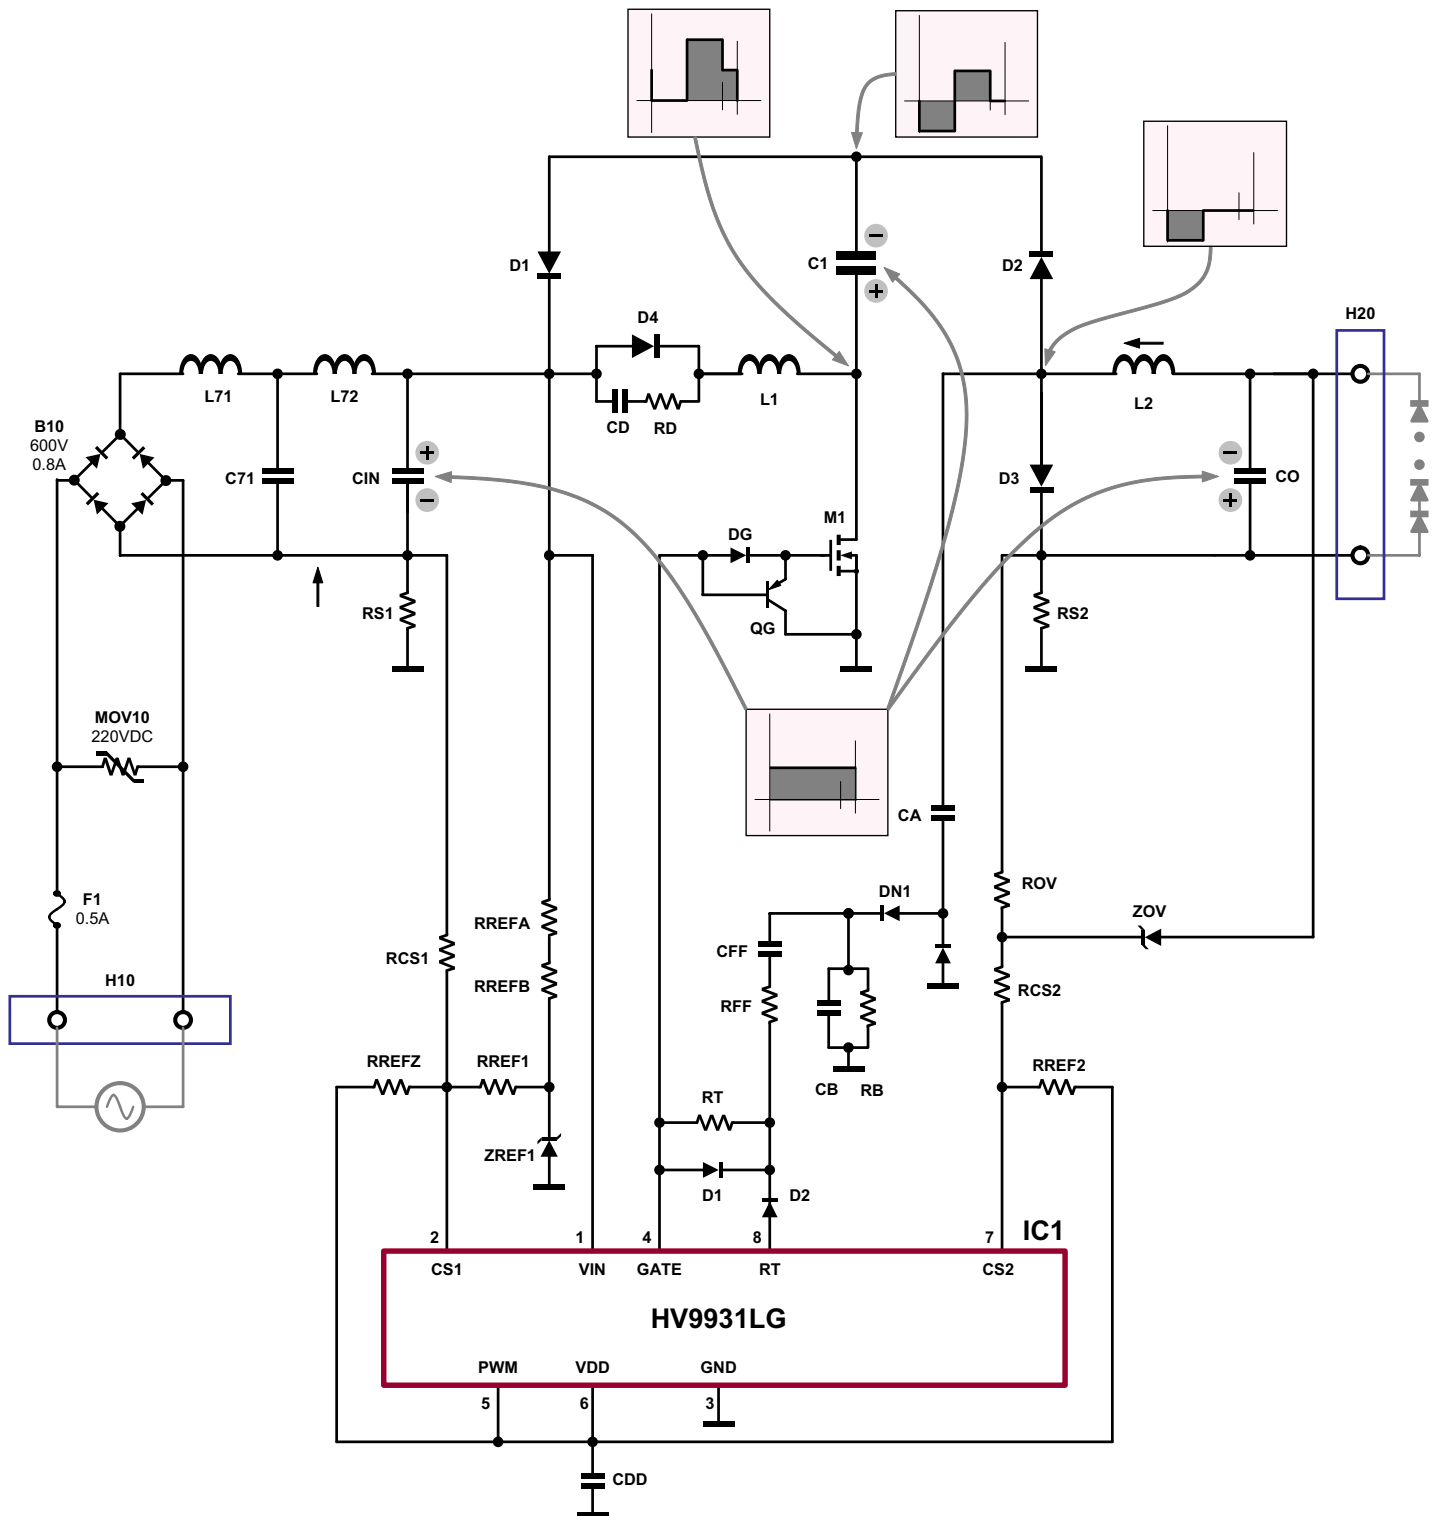 D1
C1
D2
D4
H20
L71
L72
CD
RD
L1
L2
B10
600V
0.8A
C71
CIN
D3
CO
DG
M1
QG
RS1
RS2
MOV10
220VDC
CA
F1
0.5A
RREFA
DN1
ROV
ZOV
RCS1
CFF
H10
RREFB
RFF
RCS2
RREFZ
RREF1
CB
RB
RREF2
RT
ZREF1
D1
D2
2
1
4
8
7
IC1
CS1
VIN
GATE
RT
CS2
HV9931LG
PWM
VDD
GND
5
6
3
CDD